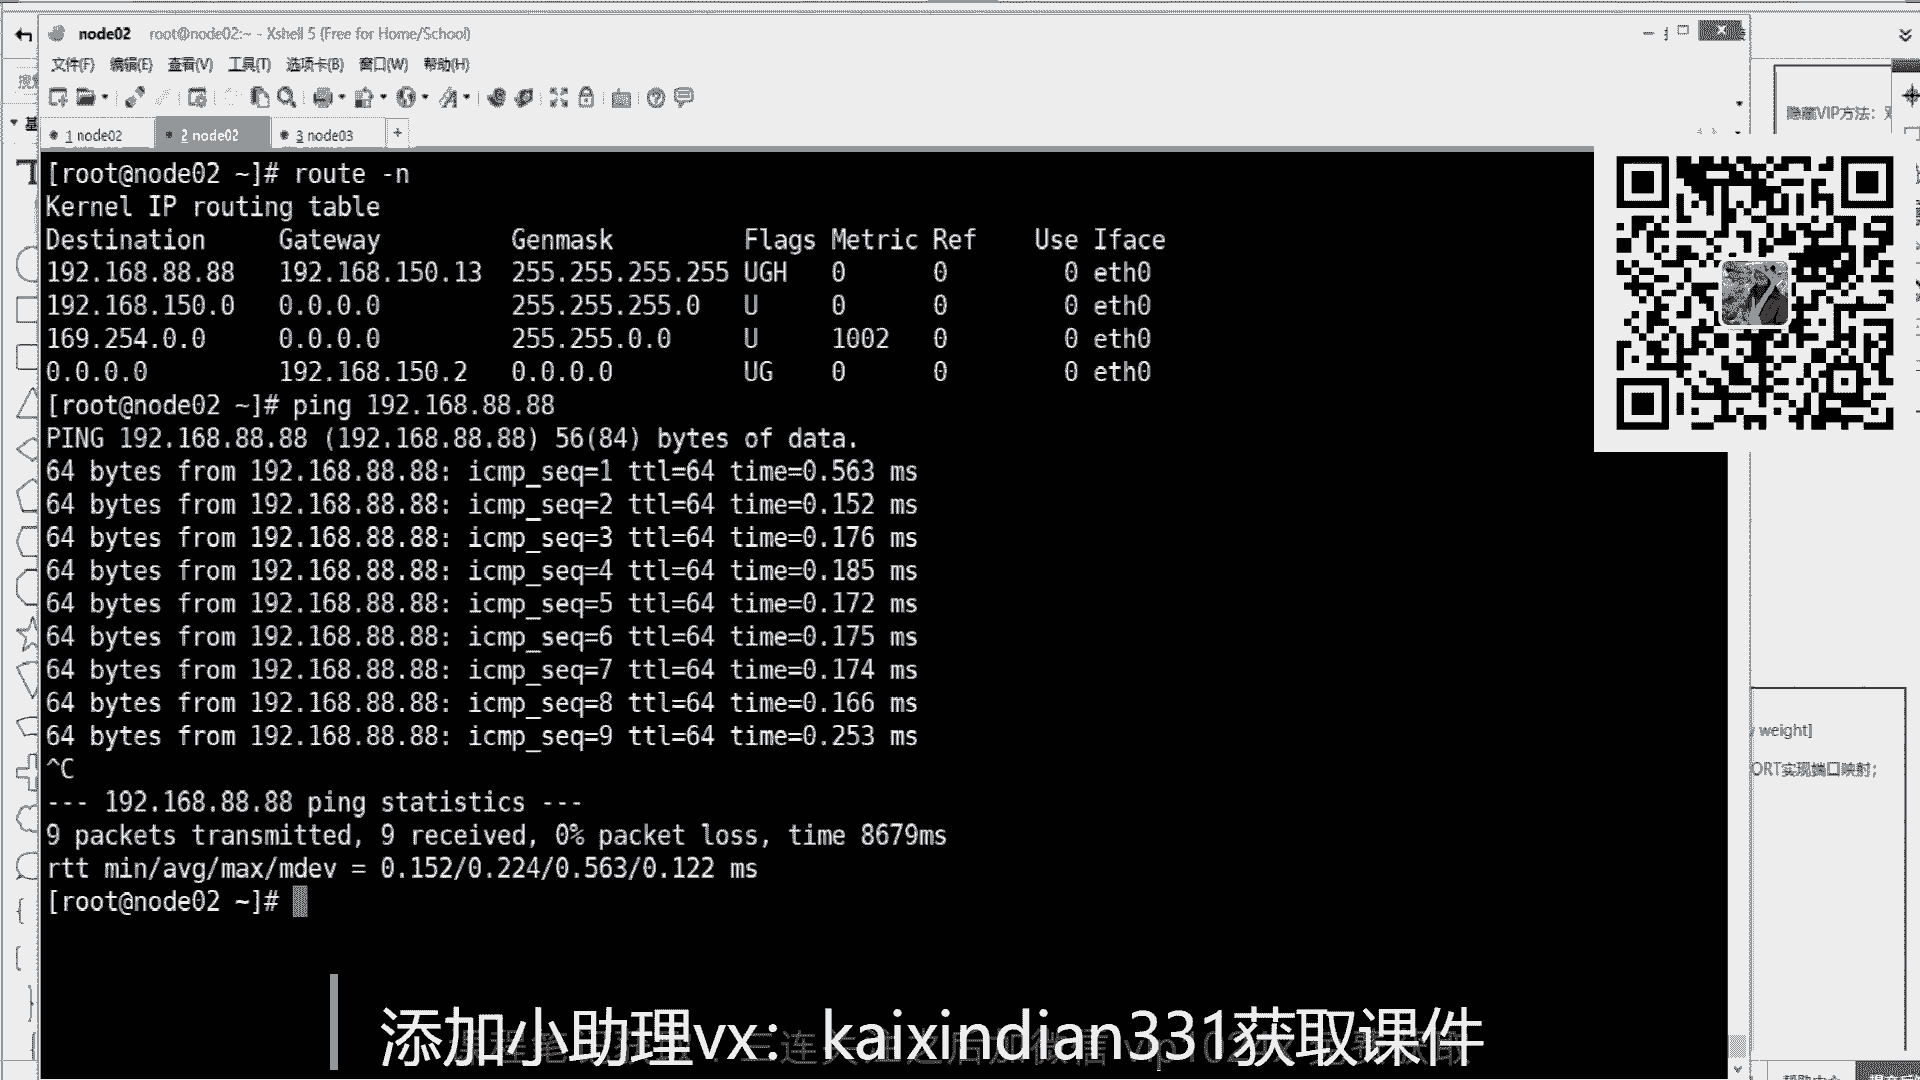 node02 root@node02:~ - Xshell 5 (Free for Home/School)
文件(F) 编辑(E) 查看(V) 工具(T) 选项卡(B) 窗口(W) 帮助(H)
1 node02 2 node02 3 node03 +
隐藏VIP方法：
[root@node02 ~]# route -n
Kernel IP routing table
Destination Gateway Genmask Flags Metric Ref Use Iface
192.168.88.88 192.168.150.13 255.255.255.255 UGH 0 0 0 eth0
192.168.150.0 0.0.0.0 255.255.255.0 U 0 0 0 eth0
169.254.0.0 0.0.0.0 255.255.0.0 U 1002 0 0 eth0
0.0.0.0 192.168.150.2 0.0.0.0 UG 0 0 0 eth0
[root@node02 ~]# ping 192.168.88.88
PING 192.168.88.88 (192.168.88.88) 56(84) bytes of data.
64 bytes from 192.168.88.88: icmp_seq=1 ttl=64 time=0.563 ms
64 bytes from 192.168.88.88: icmp_seq=2 ttl=64 time=0.152 ms
64 bytes from 192.168.88.88: icmp_seq=3 ttl=64 time=0.176 ms
64 bytes from 192.168.88.88: icmp_seq=4 ttl=64 time=0.185 ms
64 bytes from 192.168.88.88: icmp_seq=5 ttl=64 time=0.172 ms
64 bytes from 192.168.88.88: icmp_seq=6 ttl=64 time=0.175 ms
64 bytes from 192.168.88.88: icmp_seq=7 ttl=64 time=0.174 ms
64 bytes from 192.168.88.88: icmp_seq=8 ttl=64 time=0.166 ms
64 bytes from 192.168.88.88: icmp_seq=9 ttl=64 time=0.253 ms
^C
--- 192.168.88.88 ping statistics ---
9 packets transmitted, 9 received, 0% packet loss, time 8679ms
rtt min/avg/max/mdev = 0.152/0.224/0.563/0.122 ms
[root@node02 ~]#
weight]
ORT实现端口映射；
添加小助理vx：kaixindian331获取课件